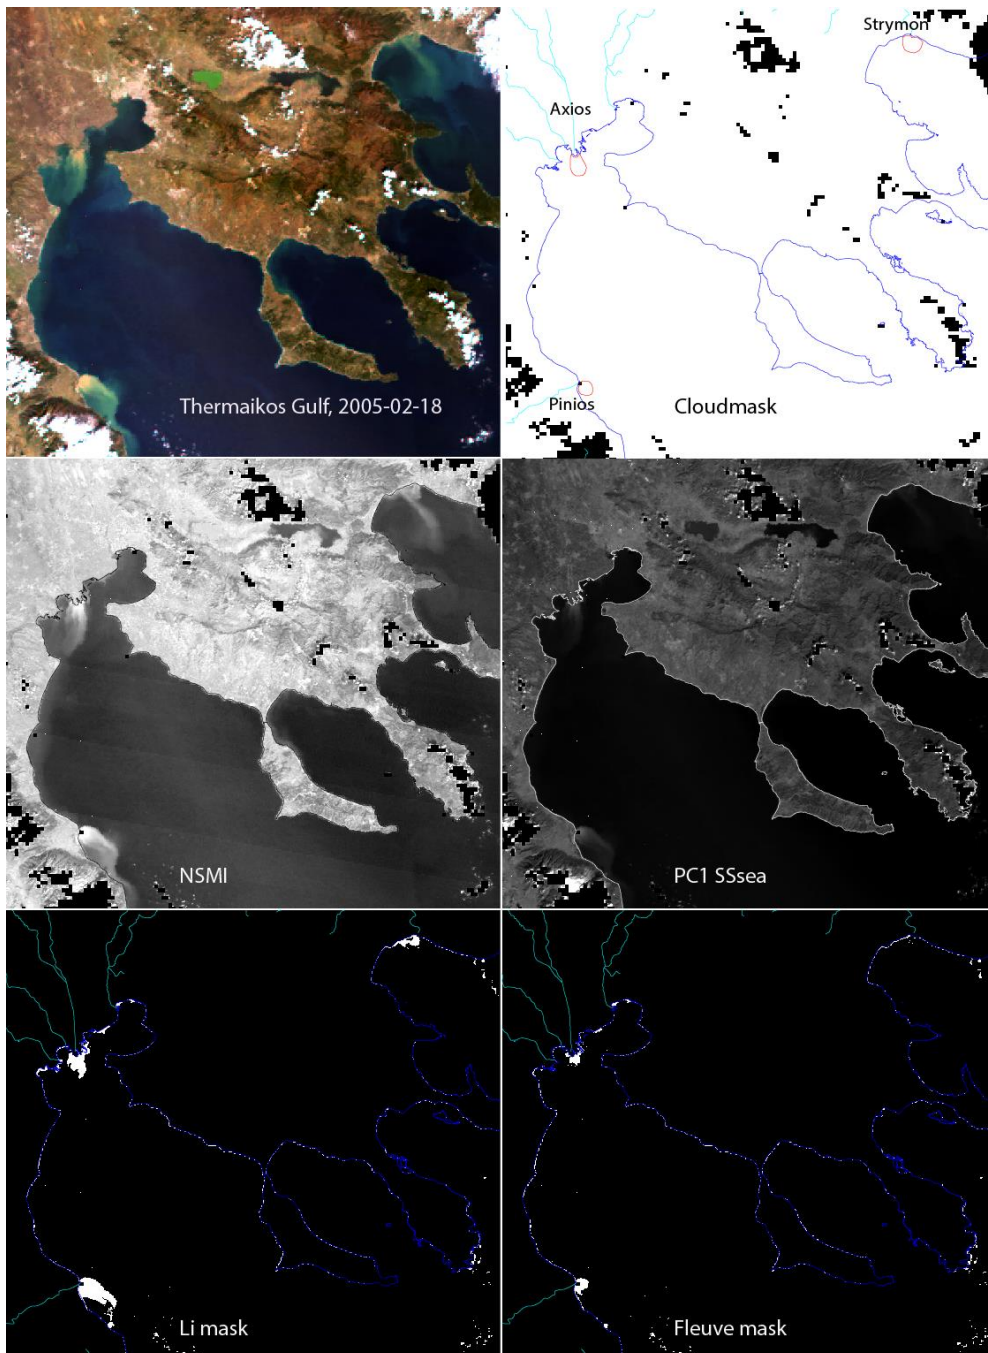 Strymon
Axios
Thermaikos Gulf, 2005-02-18
Pinios
Cloudmask
NSMI
PC1 SSsea
Li mask
Fleuve mask